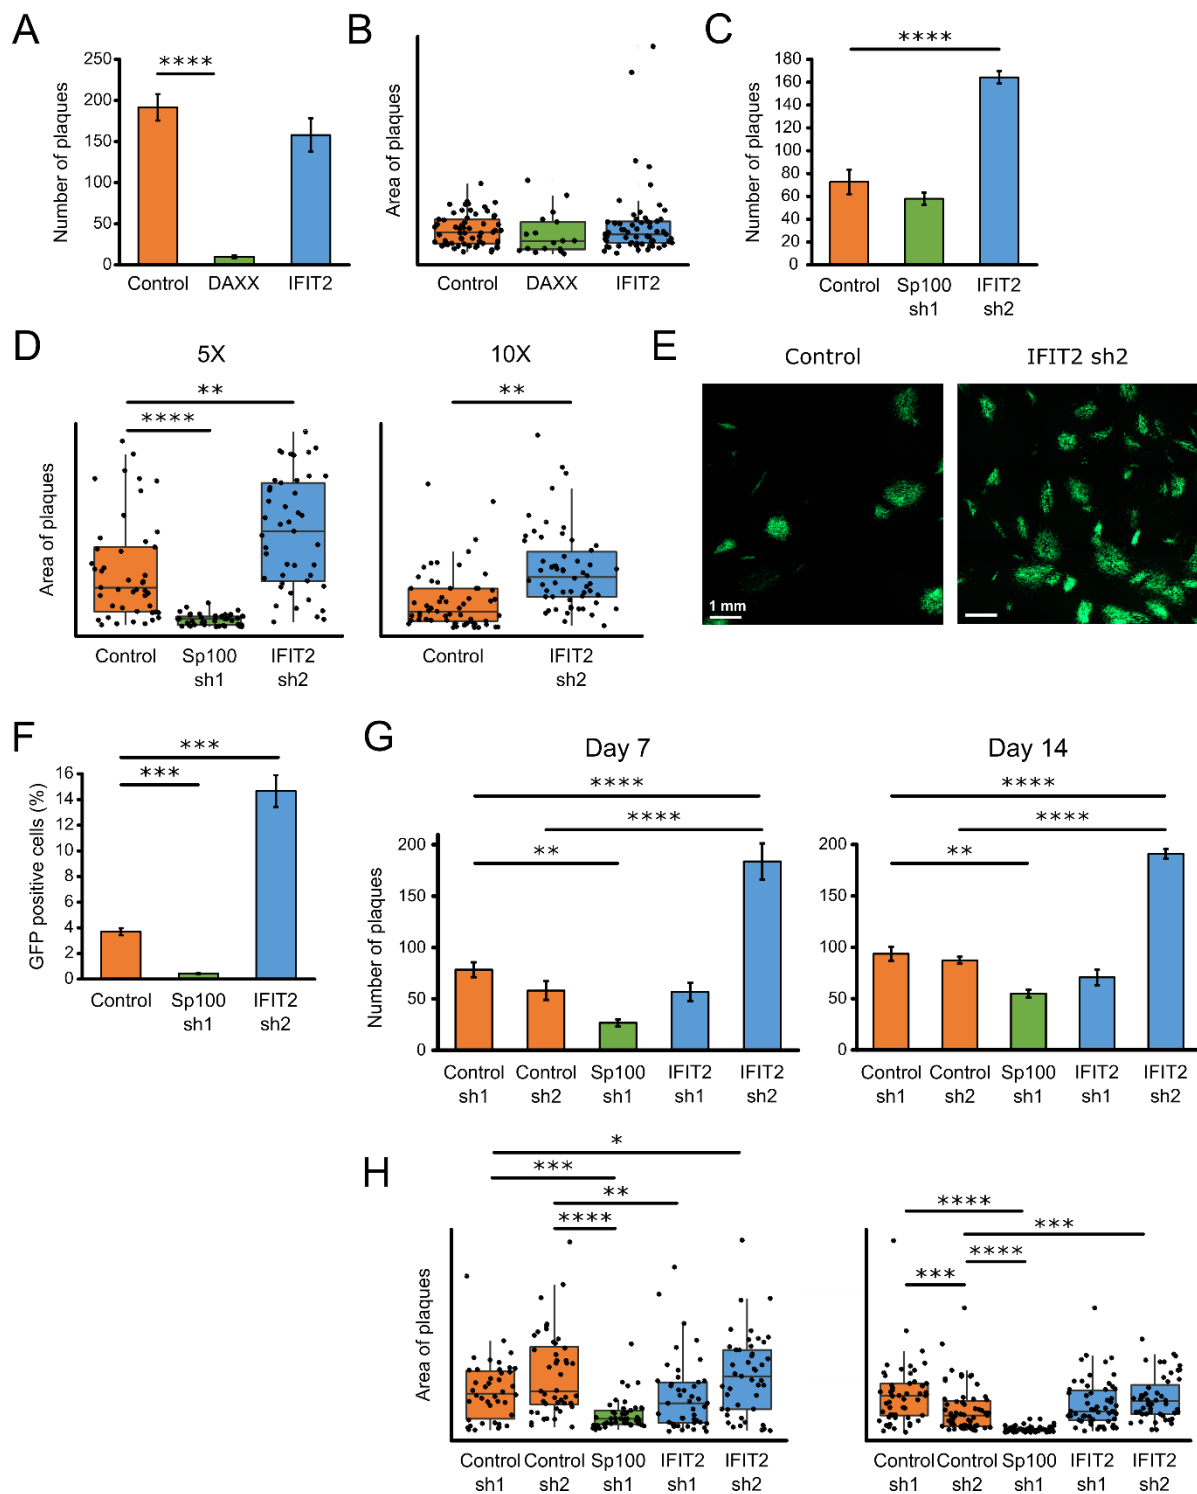 A
B
C
****
****
Number of plaques
250
200
150
100
50
0
Control
DAXX
IFIT2
Area of plaques
Control
DAXX
IFIT2
Number of plaques
180
160
140
120
100
80
60
40
20
0
Control
Sp100
sh1
IFIT2
sh2
D
5X
10X
**
****
**
Area of plaques
Control
Sp100
sh1
IFIT2
sh2
Control
IFIT2
sh2
E
Control
IFIT2 sh2
1 mm
F
***
***
GFP positive cells (%)
16
14
12
10
8
6
4
2
0
Control
Sp100
sh1
IFIT2
sh2
G
Day 7
Day 14
****
****
**
Number of plaques
200
150
100
50
0
Control
sh1
Control
sh2
Sp100
sh1
IFIT2
sh1
IFIT2
sh2
****
****
**
200
150
100
50
0
Control
sh1
Control
sh2
Sp100
sh1
IFIT2
sh1
IFIT2
sh2
H
*
***
**
****
Area of plaques
Control
sh1
Control
sh2
Sp100
sh1
IFIT2
sh1
IFIT2
sh2
****
***
****
***
Control
sh1
Control
sh2
Sp100
sh1
IFIT2
sh1
IFIT2
sh2